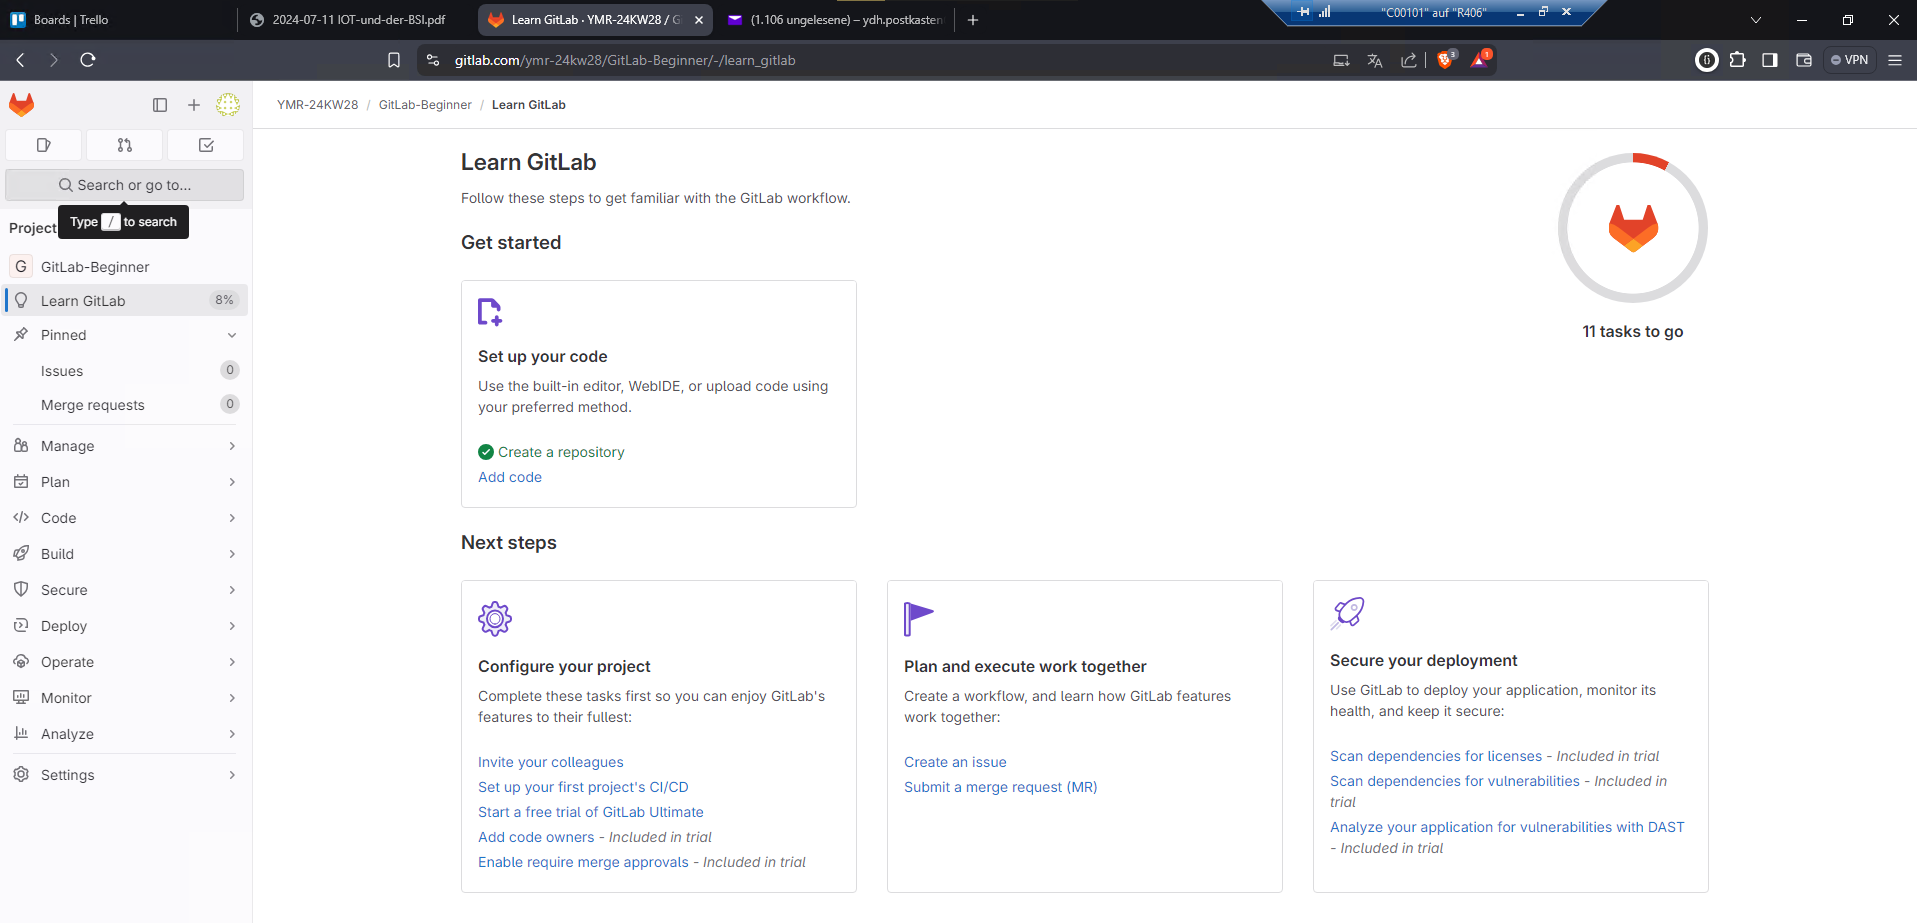 Boards | Trello
2024-07-11 IOT-und-der-BSI.pdf
Learn GitLab · YMR-24KW28 / G
(1.106 ungelesene) – ydh.postkasten
"C00101" auf "R406"
gitlab.com/ymr-24kw28/GitLab-Beginner/-/learn_gitlab
3
1
VPN
YMR-24KW28 / GitLab-Beginner / Learn GitLab
Search or go to...
Type / to search
Project
G GitLab-Beginner
Learn GitLab 8%
Pinned
Issues 0
Merge requests 0
Manage
Plan
Code
Build
Secure
Deploy
Operate
Monitor
Analyze
Settings
Learn GitLab
Follow these steps to get familiar with the GitLab workflow.
11 tasks to go
Get started
Set up your code
Use the built-in editor, WebIDE, or upload code using
your preferred method.
Create a repository
Add code
Next steps
Configure your project
Complete these tasks first so you can enjoy GitLab's
features to their fullest:
Invite your colleagues
Set up your first project's CI/CD
Start a free trial of GitLab Ultimate
Add code owners - Included in trial
Enable require merge approvals - Included in trial
Plan and execute work together
Create a workflow, and learn how GitLab features
work together:
Create an issue
Submit a merge request (MR)
Secure your deployment
Use GitLab to deploy your application, monitor its
health, and keep it secure:
Scan dependencies for licenses - Included in trial
Scan dependencies for vulnerabilities - Included in
trial
Analyze your application for vulnerabilities with DAST
- Included in trial